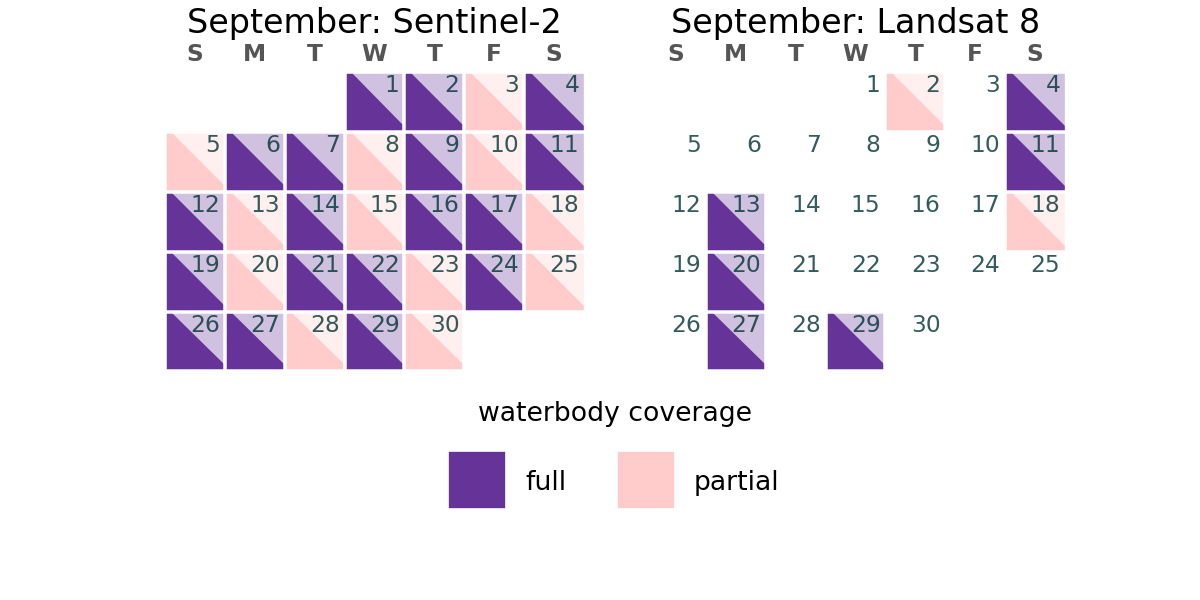 September: Sentinel-2
S M T W T F S
1 2 3 4
5 6 7 8 9 10 11
12 13 14 15 16 17 18
19 20 21 22 23 24 25
26 27 28 29 30
September: Landsat 8
S M T W T F S
1 2 3 4
5 6 7 8 9 10 11
12 13 14 15 16 17 18
19 20 21 22 23 24 25
26 27 28 29 30
waterbody coverage
full partial